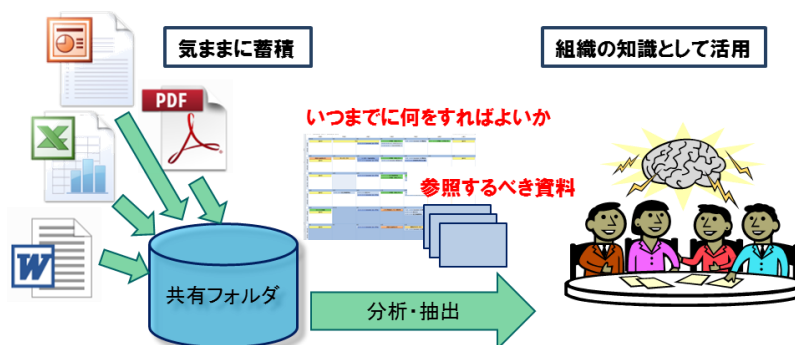 気ままに蓄積
組織の知識として活用
PDF
いつまでに何をすればよいか
参照するべき資料
W
共有フォルダ
分析・抽出